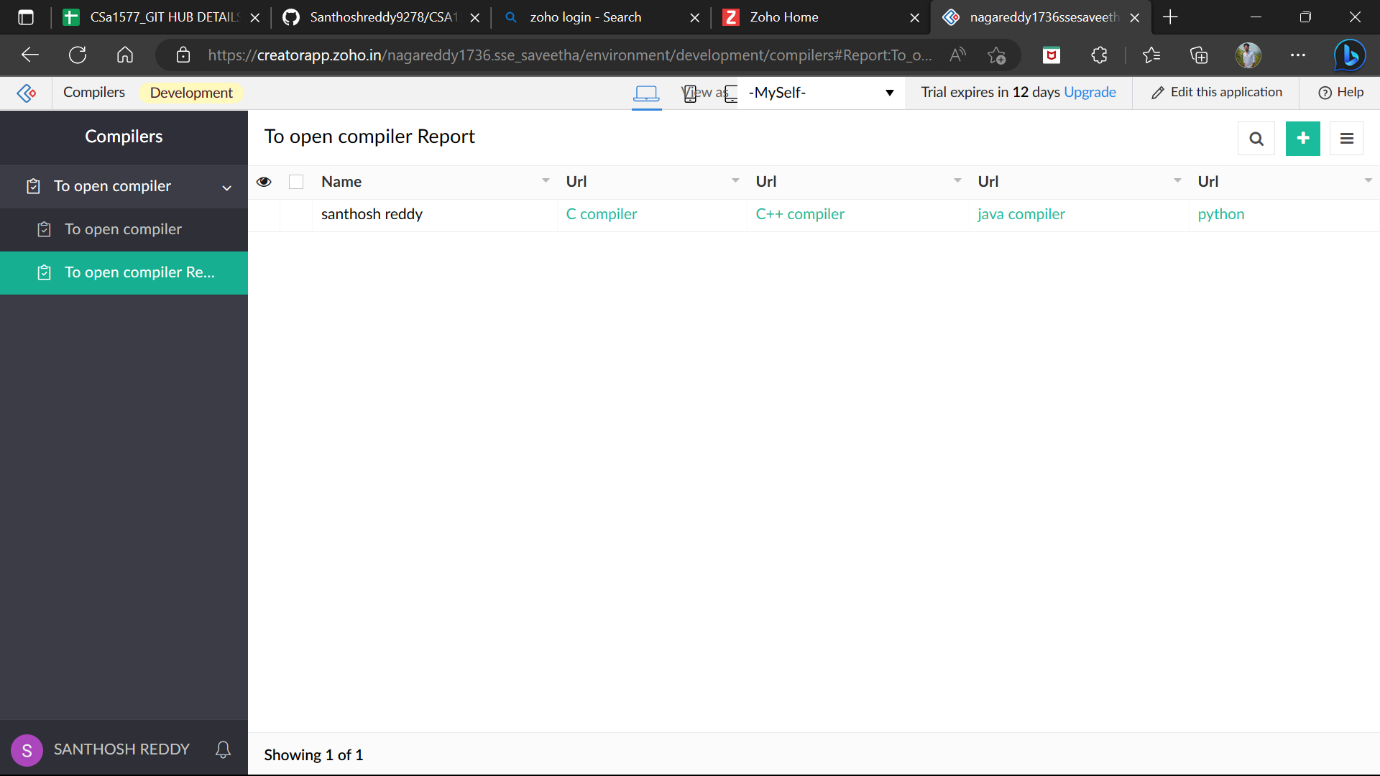 CSa1577_GIT HUB DETAILS
Santhoshreddy9278/CSA1
zoho login - Search
Zoho Home
nagareddy1736ssesaveeth
https://creatorapp.zoho.in/nagareddy1736.sse_saveetha/environment/development/compilers#Report:To_o...
Compilers Development View as -MySelf- Trial expires in 12 days Upgrade Edit this application Help
Compilers
To open compiler
To open compiler
To open compiler Re...
To open compiler Report
Name Url Url Url Url
santhosh reddy C compiler C++ compiler java compiler python
S SANTHOSH REDDY
Showing 1 of 1